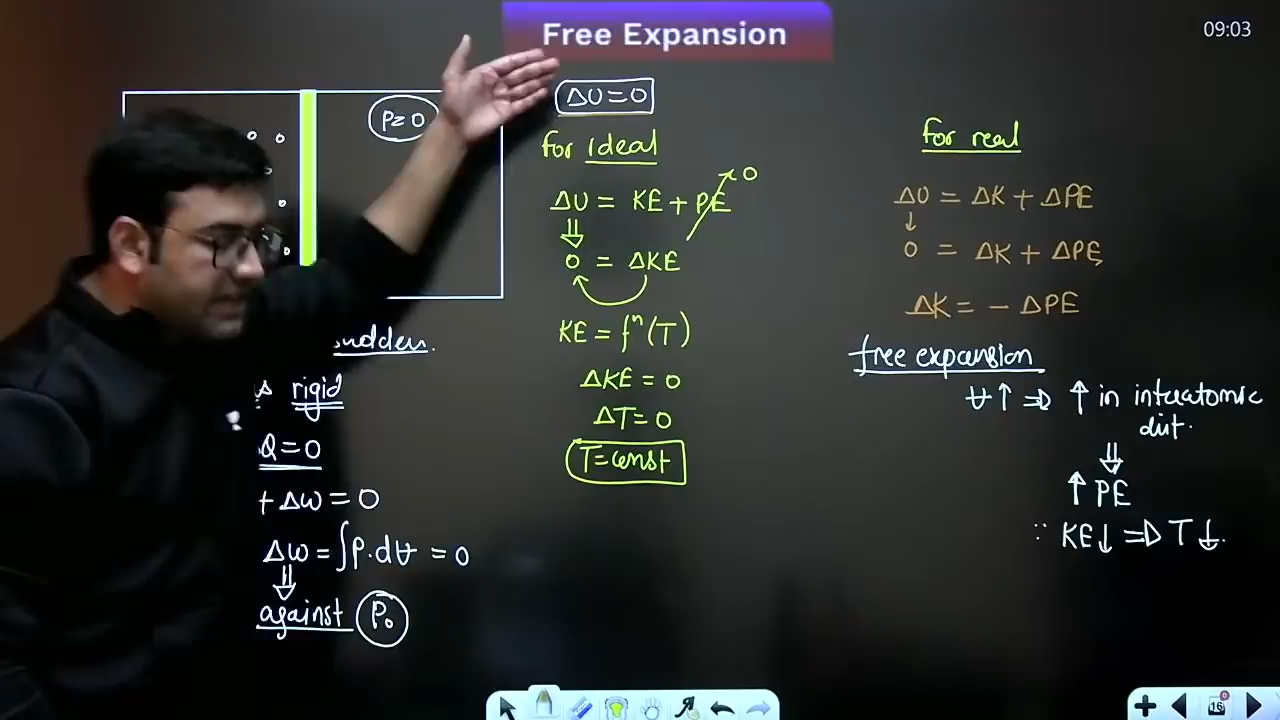 Free Expansion
09:03
P=0
ΔU=0
for ideal
ΔU = KE + PE → 0
⇓
0 = ΔKE
KE = fⁿ(T)
ΔKE = 0
ΔT = 0
T=const
sudden.
rigid
Q=0
+ ΔW = 0
ΔW = ∫P.dV = 0
⇓
against P₀
for real
ΔU = ΔK + ΔPE
↓
0 = ΔK + ΔPE
ΔK = - ΔPE
free expansion
V↑ ⇒ ↑ in interatomic
dist.
⇓
↑ PE
∵ KE↓ ⇒ T↓.
16